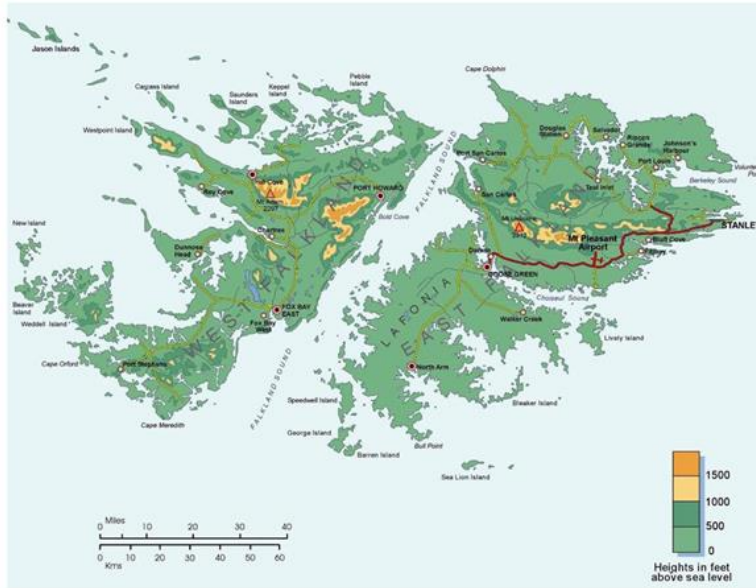 Jason Islands
Carcass Island
Saunders
Island
Keppel
Island
Pebble
Island
Cape Dolphin
Westpoint Island
Douglas
Station
Salvador
Rincon
Grande
Johnson's
Harbour
Port San Carlos
Port Louis
Berkeley Sound
Roy Cove
PORT HOWARD
San Carlos
Teal Inlet
FALKLAND SOUND
Bold Cove
New Island
Chartres
Mt Pleasant
Airport
STANLEY
Bluff Cove
Fitzroy
Dunnose
Head
Darwin
GOOSE GREEN
Choiseul Sound
WEST FALKLAND
LAFONIA
EAST
Beaver
Island
Weddell Island
FOX BAY
EAST
Fox Bay
West
Walker Creek
Lively Island
Cape Orford
Port Stephens
FALKLAND SOUND
North Arm
Speedwell Island
Bleaker Island
Cape Meredith
George Island
Barren Island
Bull Point
Sea Lion Island
0 Miles 10 20 30 40
0 10 20 30 40 50 60
Kms
1500
1000
500
0
Heights in feet
above sea level